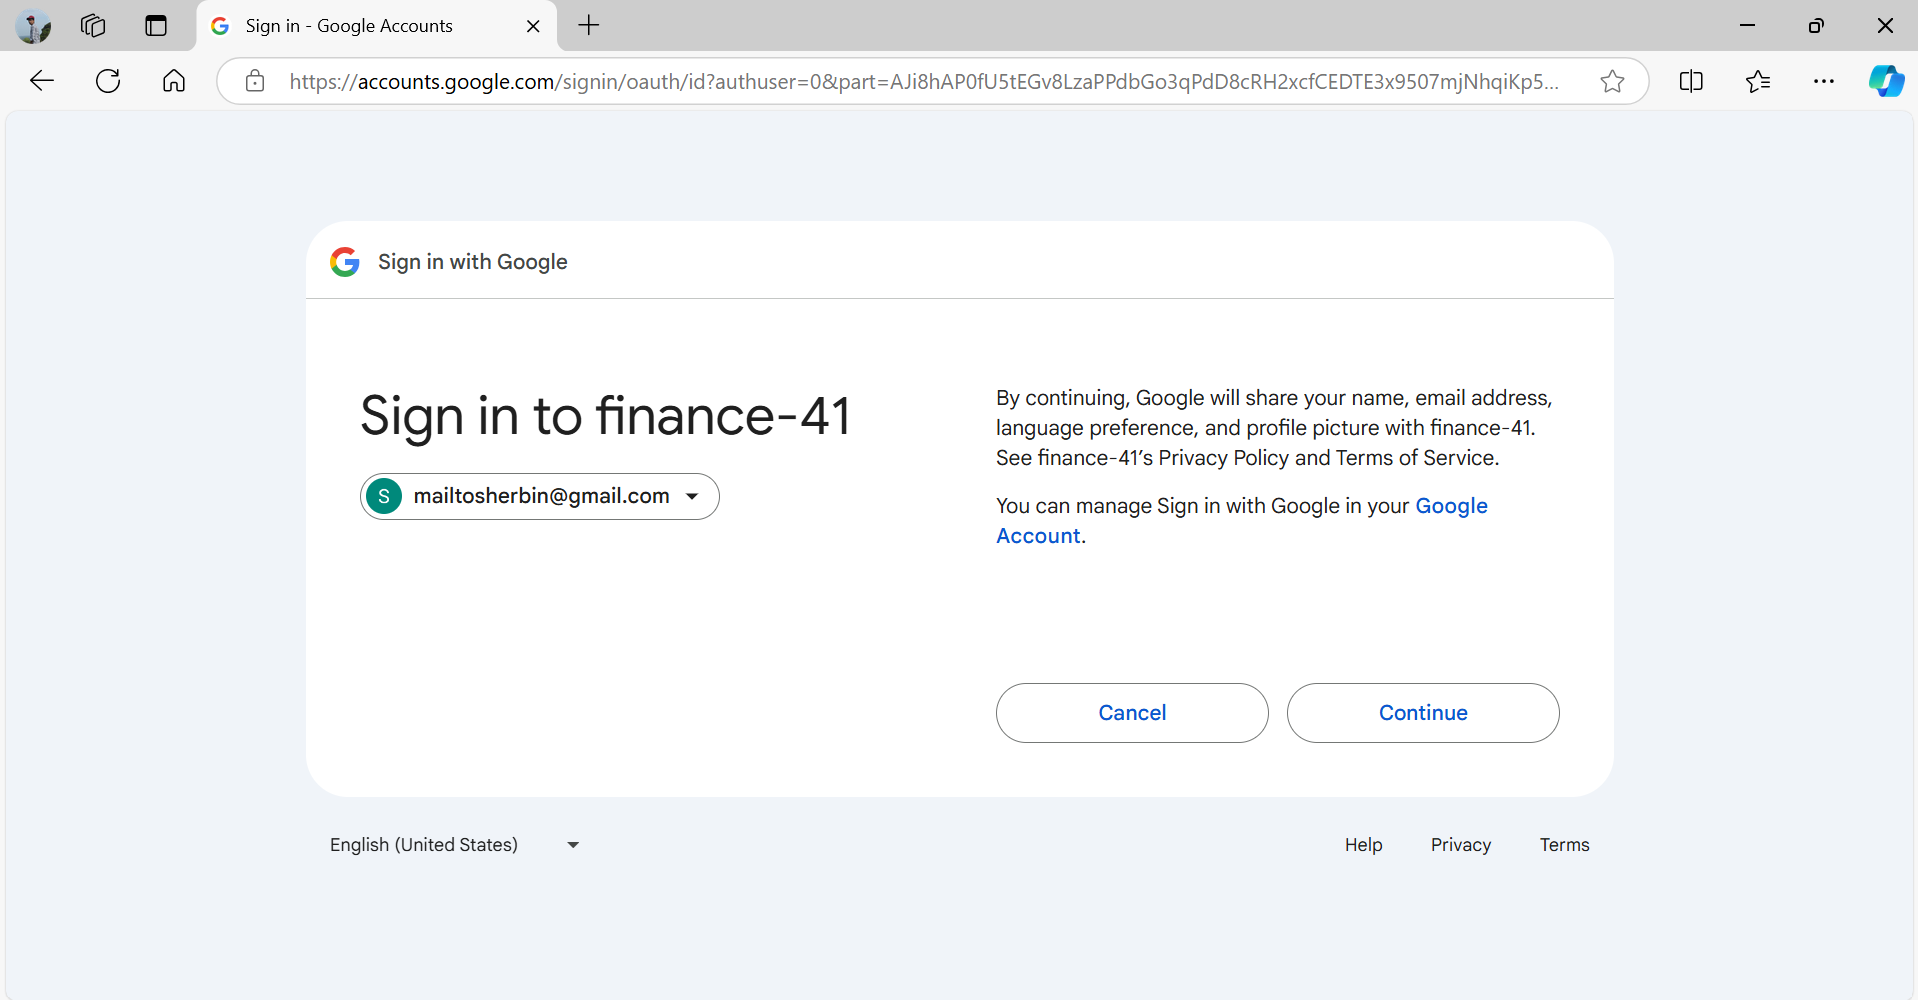 Sign in - Google Accounts
https://accounts.google.com/signin/oauth/id?authuser=0&part=AJi8hAP0fU5tEGv8LzaPPdbGo3qPdD8cRH2xcfCEDTE3x9507mjNhqiKp5...
Sign in with Google
Sign in to finance-41
S mailtosherbin@gmail.com
By continuing, Google will share your name, email address,
language preference, and profile picture with finance-41.
See finance-41’s Privacy Policy and Terms of Service.
You can manage Sign in with Google in your Google
Account.
Cancel Continue
English (United States) Help Privacy Terms